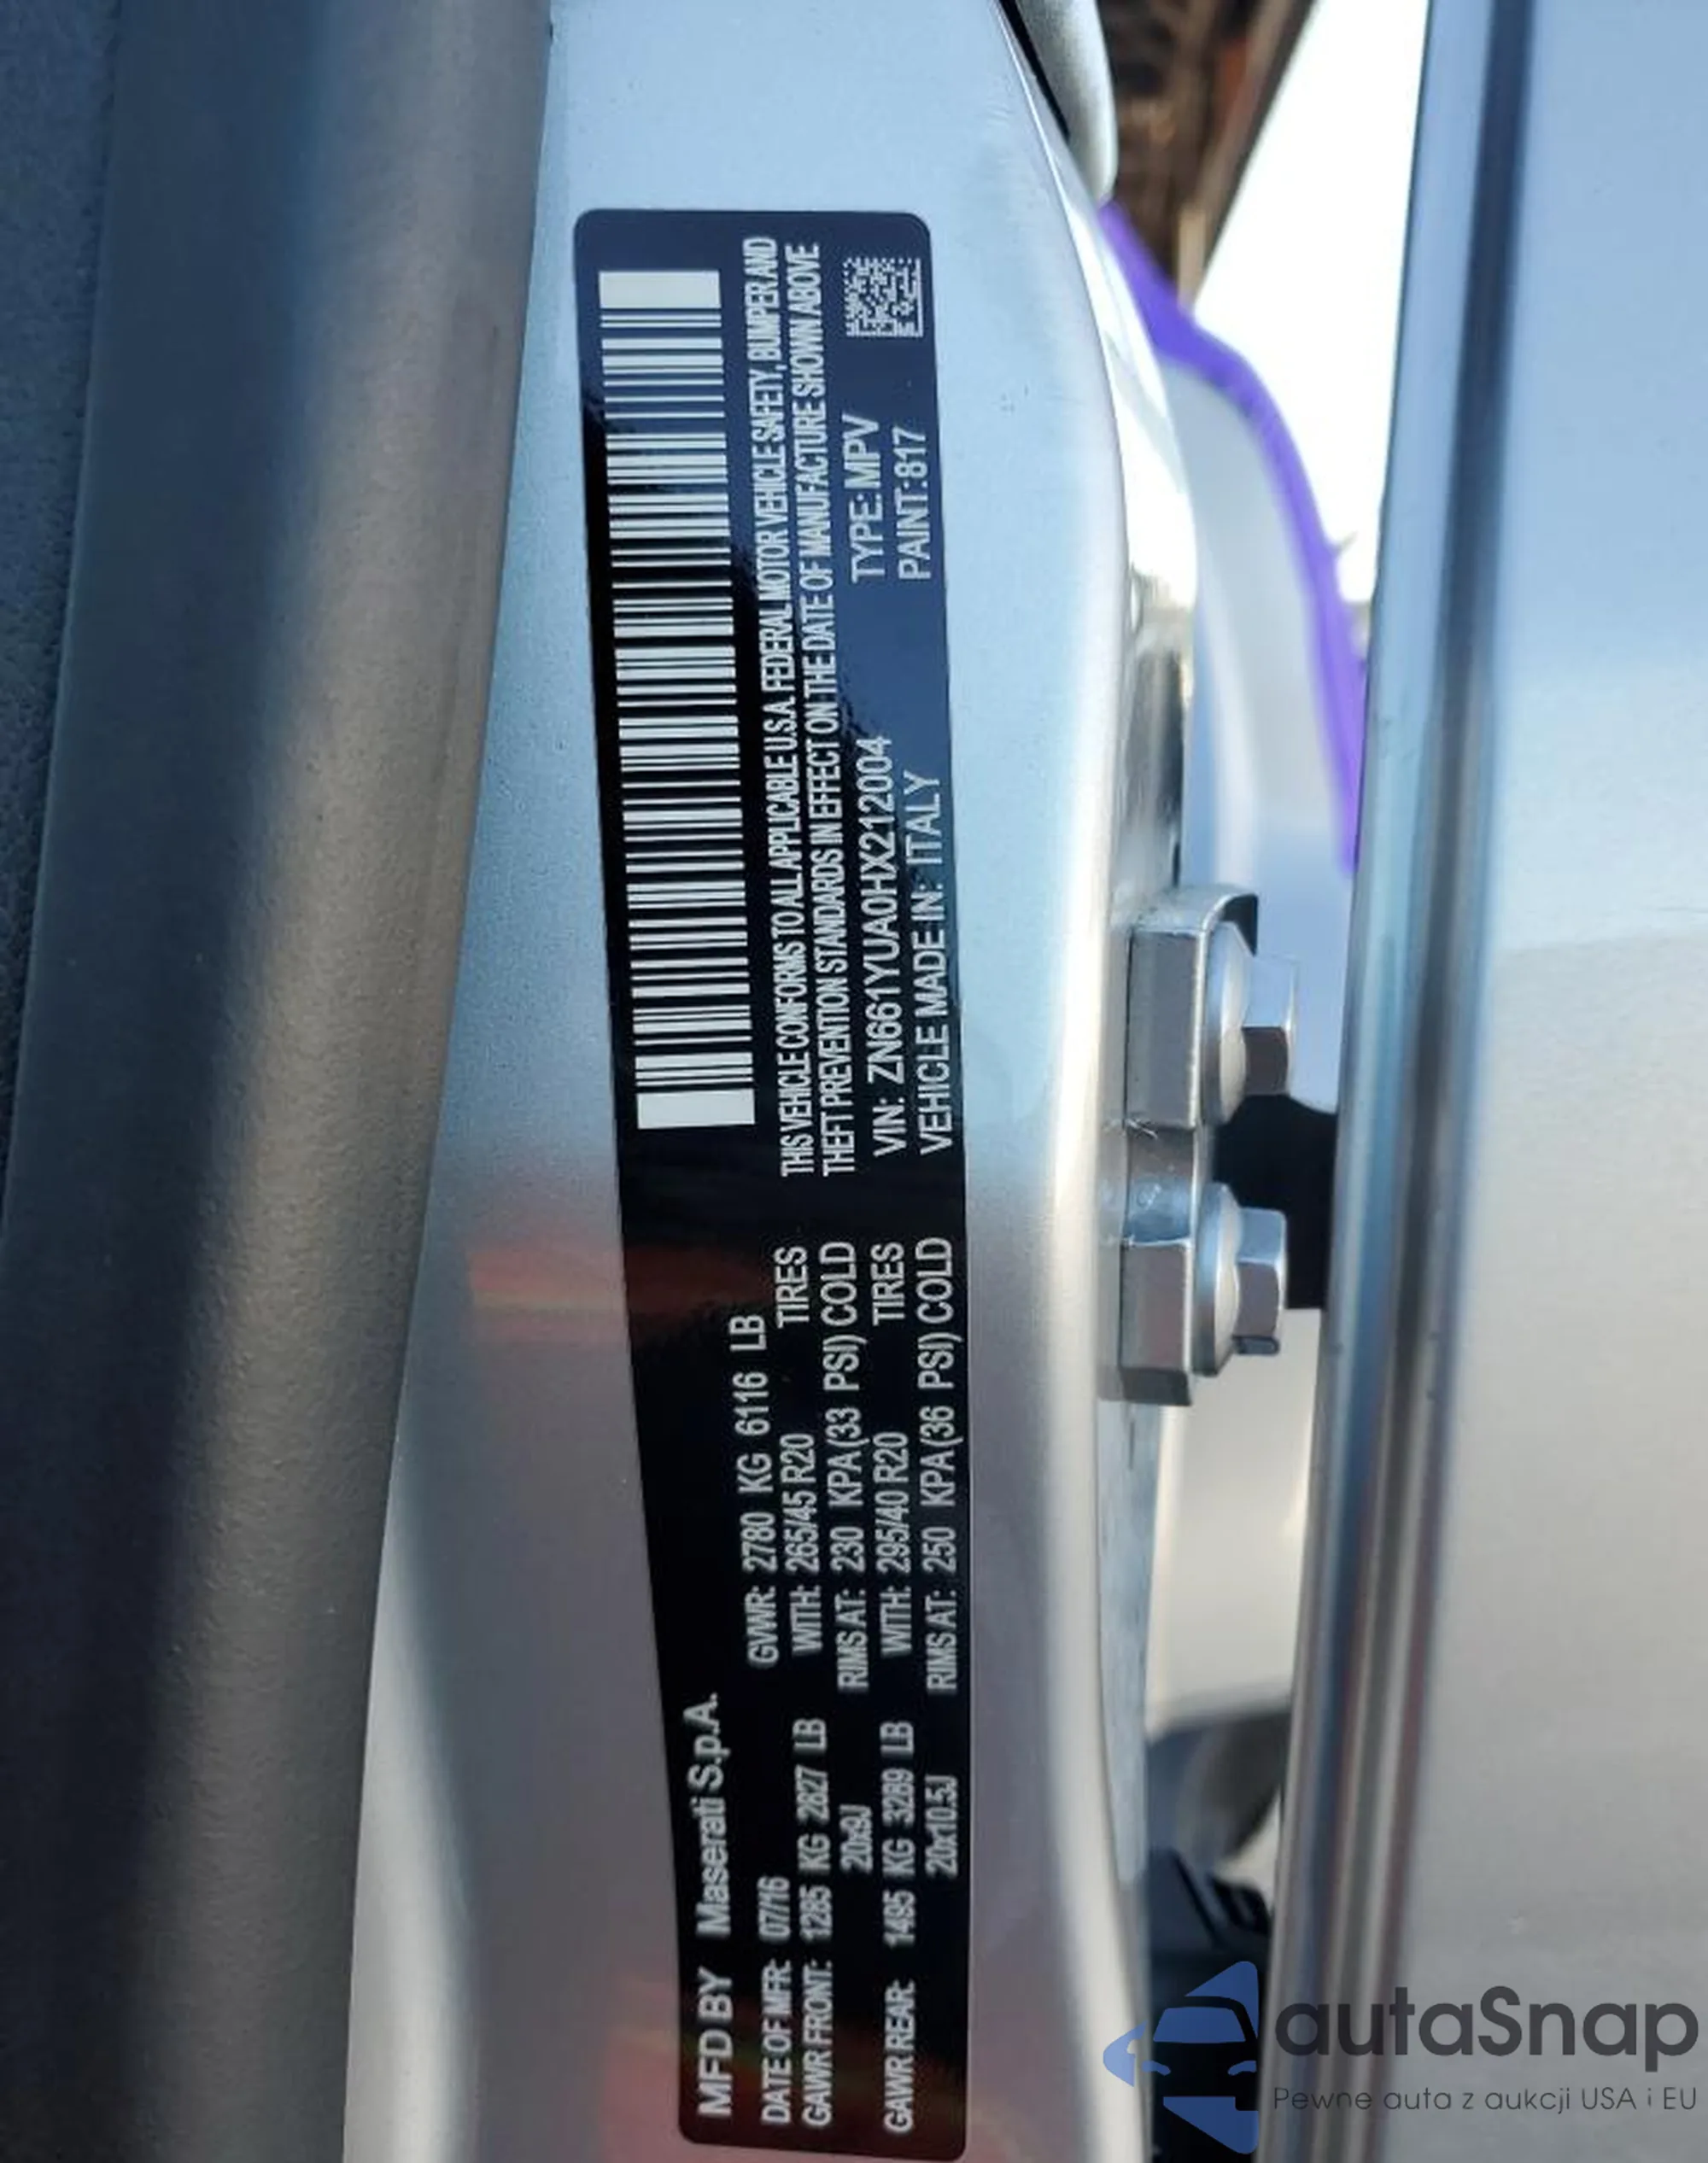 MFD BY Maserati S.p.A.
DATE OF MFR: 07/16 GVWR: 2780 KG 6116 LB
GAWR FRONT: 1285 KG 2827 LB WITH: 265/45 R20 TIRES
20x9J RIMS AT: 230 KPA (33 PSI) COLD
GAWR REAR: 1495 KG 3289 LB WITH: 295/40 R20 TIRES
20x10.5J RIMS AT: 250 KPA (36 PSI) COLD
THIS VEHICLE CONFORMS TO ALL APPLICABLE U.S.A. FEDERAL MOTOR VEHICLE SAFETY, BUMPER AND
THEFT PREVENTION STANDARDS IN EFFECT ON THE DATE OF MANUFACTURE SHOWN ABOVE
VIN: ZN661YUA0HX212004 TYPE: MPV
VEHICLE MADE IN: ITALY PAINT: 817
autaSnap
Pewne auta z aukcji USA i EU